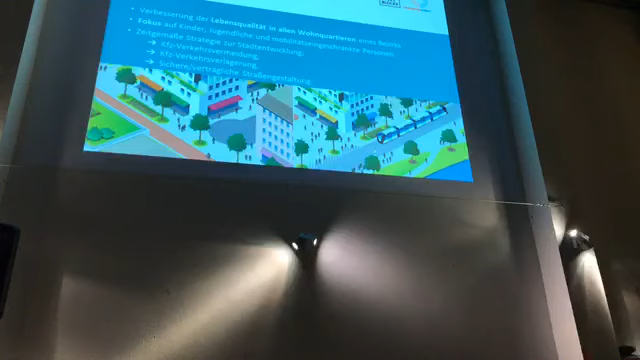 • Verbesserung der Lebensqualität in allen Wohnquartieren eines Bezirks
• Fokus auf Kinder, Jugendliche und mobilitätseingeschränkte Personen
• Zeitgemäße Strategie zur Stadtentwicklung:
→ Kfz-Verkehrsvermeidung,
→ Kfz-Verkehrsverlagerung,
→ Sichere/verträgliche Straßengestaltung